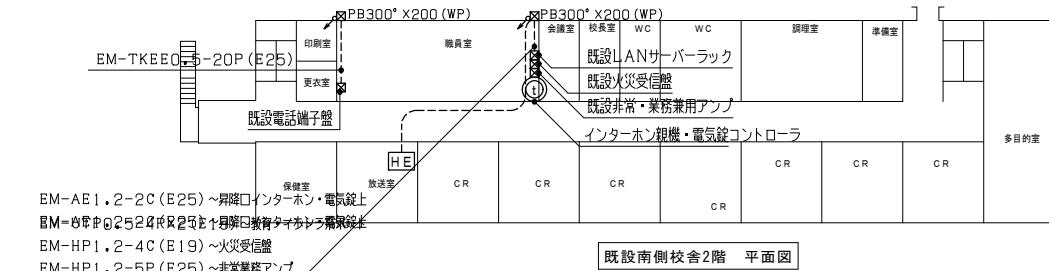 PB300□X200(WP)
PB300□X200(WP)
印刷室
職員室
会議室
校長室
WC
WC
調理室
準備室
EM-TKEE0.5-20P(E25)
更衣室
既設LANサーバーラック
既設火災受信盤
既設非常・業務兼用アンプ
既設電話端子盤
t
インターホン親機・電気錠コントローラ
HE
多目的室
保健室
放送室
CR
CR
CR
CR
CR
CR
CR
EM-AE1.2-2C(E25)~昇降口インターホン・電気錠上
EM-HP1.2-4C(E19)~火災受信盤
EM-HP1.2-5P(E25)~非常業務アンプ
既設南側校舎2階 平面図